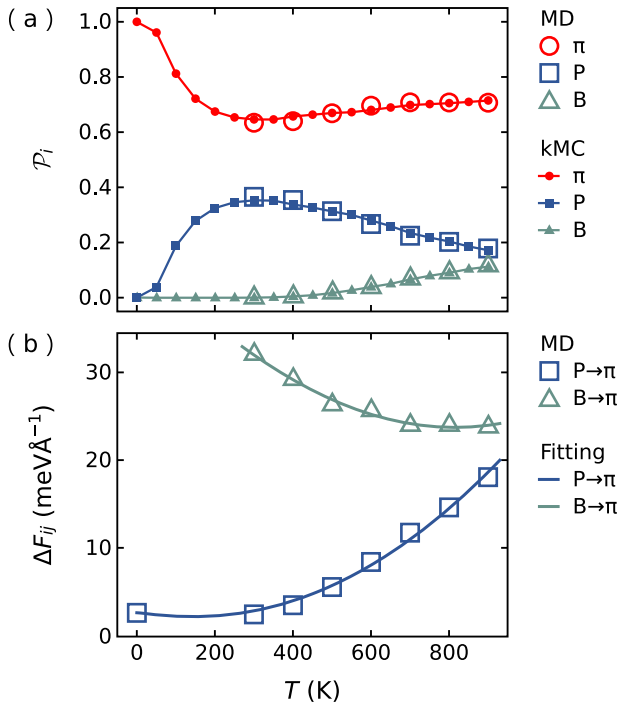 ( a )
1.0
0.8
0.6
0.4
0.2
0.0
𝒫i
MD
π
P
B
kMC
π
P
B
( b )
30
20
10
0
ΔFij (meVÅ−1)
0 200 400 600 800
T (K)
MD
P→π
B→π
Fitting
P→π
B→π